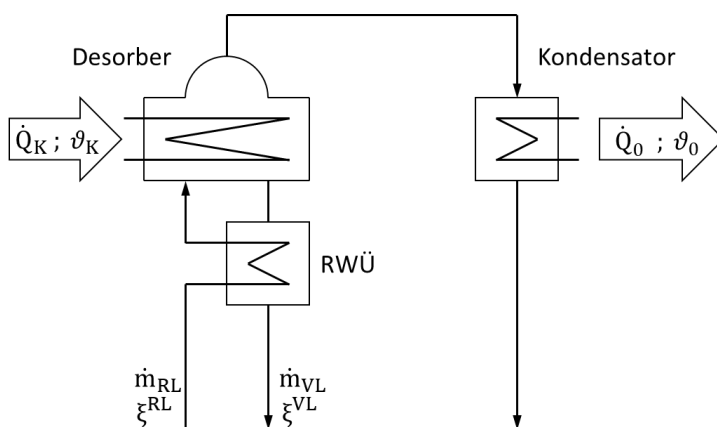 Desorber
Kondensator
Q̇K ; ϑK
Q̇0 ; ϑ0
RWÜ
ṁRL
ξRL
ṁVL
ξVL